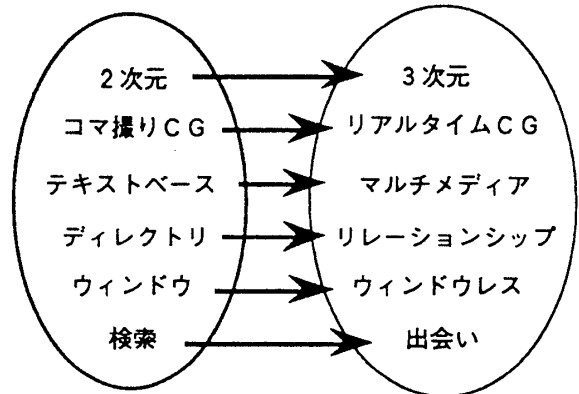 2次元 3次元
コマ撮りCG リアルタイムCG
テキストベース マルチメディア
ディレクトリ リレーションシップ
ウィンドウ ウィンドウレス
検索 出会い